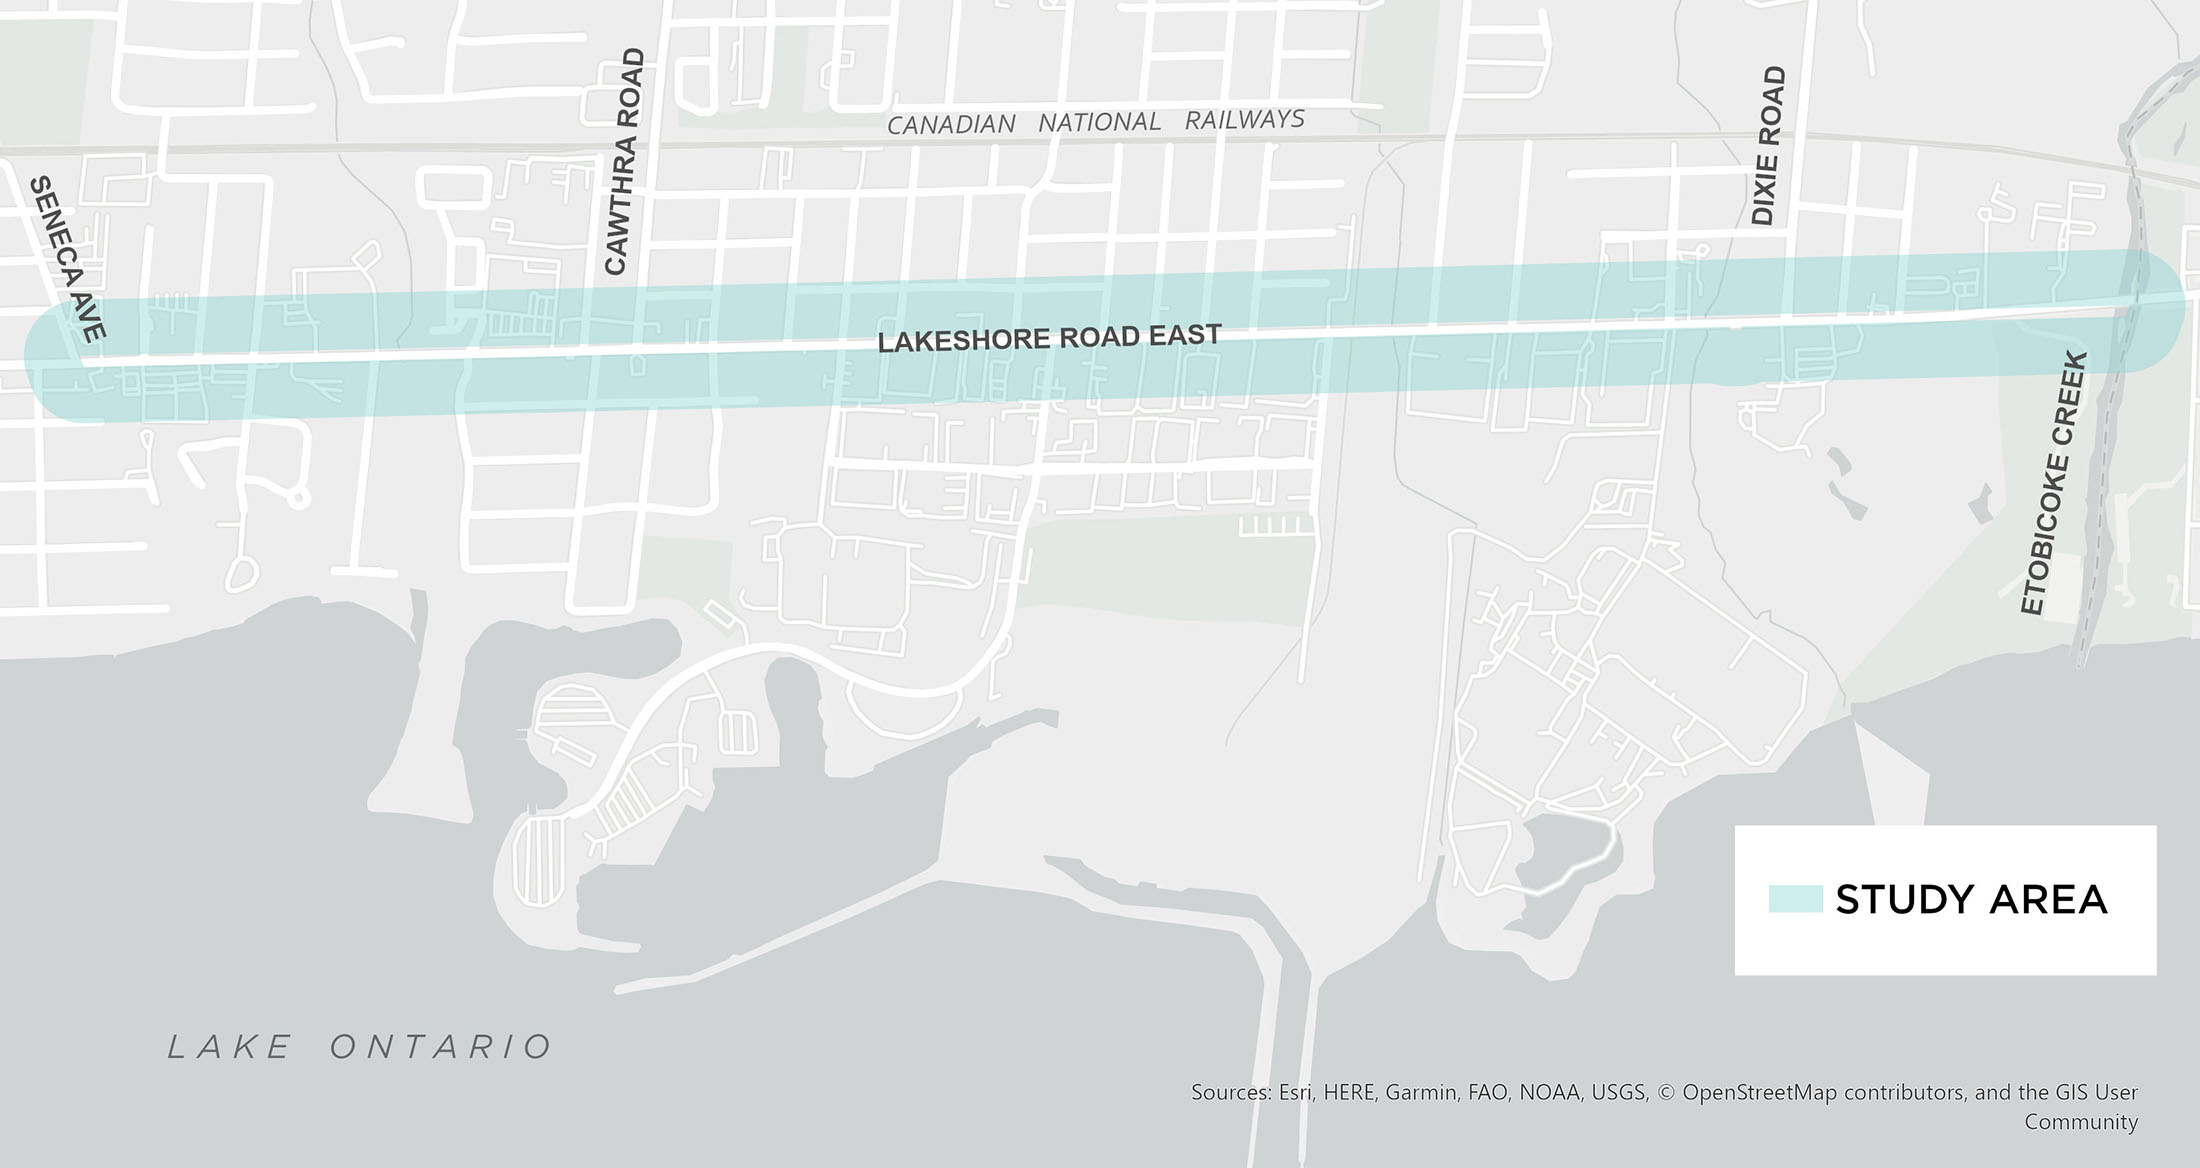 CANADIAN NATIONAL RAILWAYS
SENECA AVE
CAWTHRA ROAD
DIXIE ROAD
LAKESHORE ROAD EAST
ETOBICOKE CREEK
STUDY AREA
LAKE ONTARIO
Sources: Esri, HERE, Garmin, FAO, NOAA, USGS, © OpenStreetMap contributors, and the GIS User
Community